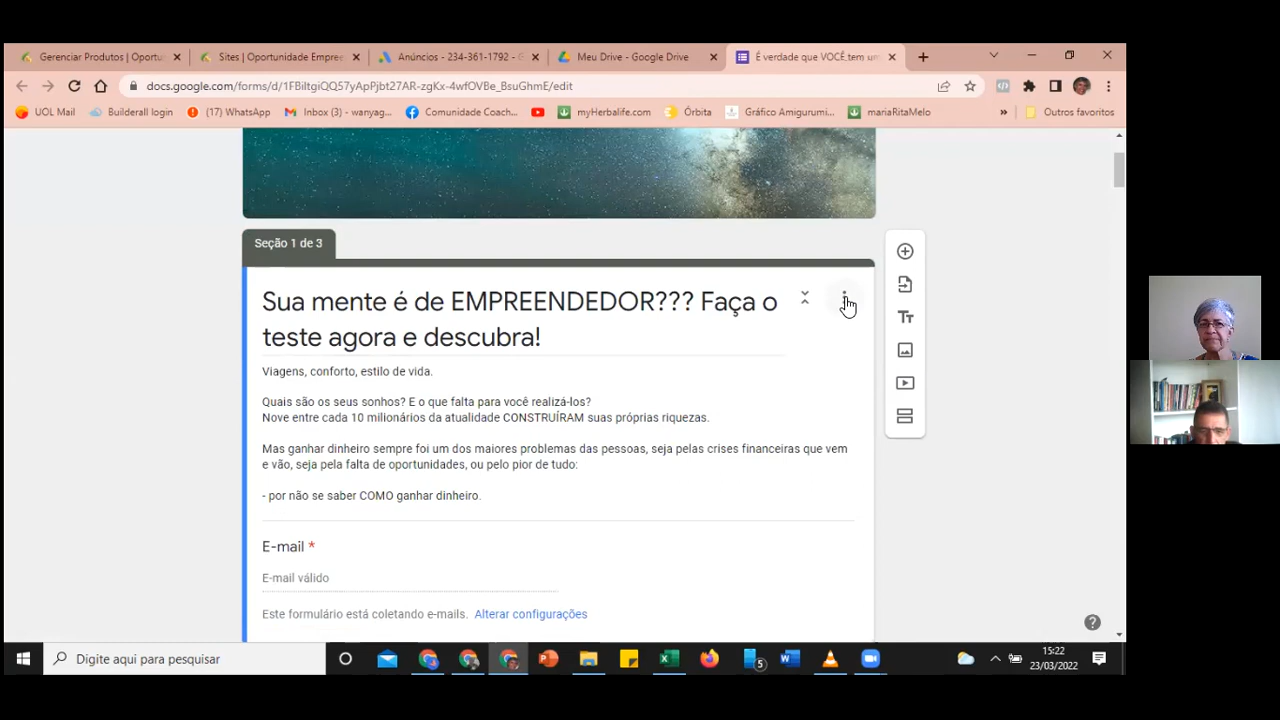 Gerenciar Produtos | Oportu
Sites | Oportunidade Empree
Anúncios - 234-361-1792 - G
Meu Drive - Google Drive
É verdade que VOCÊ tem um
docs.google.com/forms/d/1FBiltgiQQ57yApPjbt27AR-zgKx-4wfOVBe_BsuGhmE/edit
UOL Mail
Builderall login
(17) WhatsApp
Inbox (3) - wanyag...
Comunidade Coach...
myHerbalife.com
Órbita
Gráfico Amigurumi...
mariaRitaMelo
»
Outros favoritos
Seção 1 de 3
Sua mente é de EMPREENDEDOR??? Faça o
teste agora e descubra!
Viagens, conforto, estilo de vida.
Quais são os seus sonhos? E o que falta para você realizá-los?
Nove entre cada 10 milionários da atualidade CONSTRUÍRAM suas próprias riquezas.
Mas ganhar dinheiro sempre foi um dos maiores problemas das pessoas, seja pelas crises financeiras que vem
e vão, seja pela falta de oportunidades, ou pelo pior de tudo:
- por não se saber COMO ganhar dinheiro.
E-mail *
E-mail válido
Este formulário está coletando e-mails. Alterar configurações
Digite aqui para pesquisar
5
15:22
23/03/2022